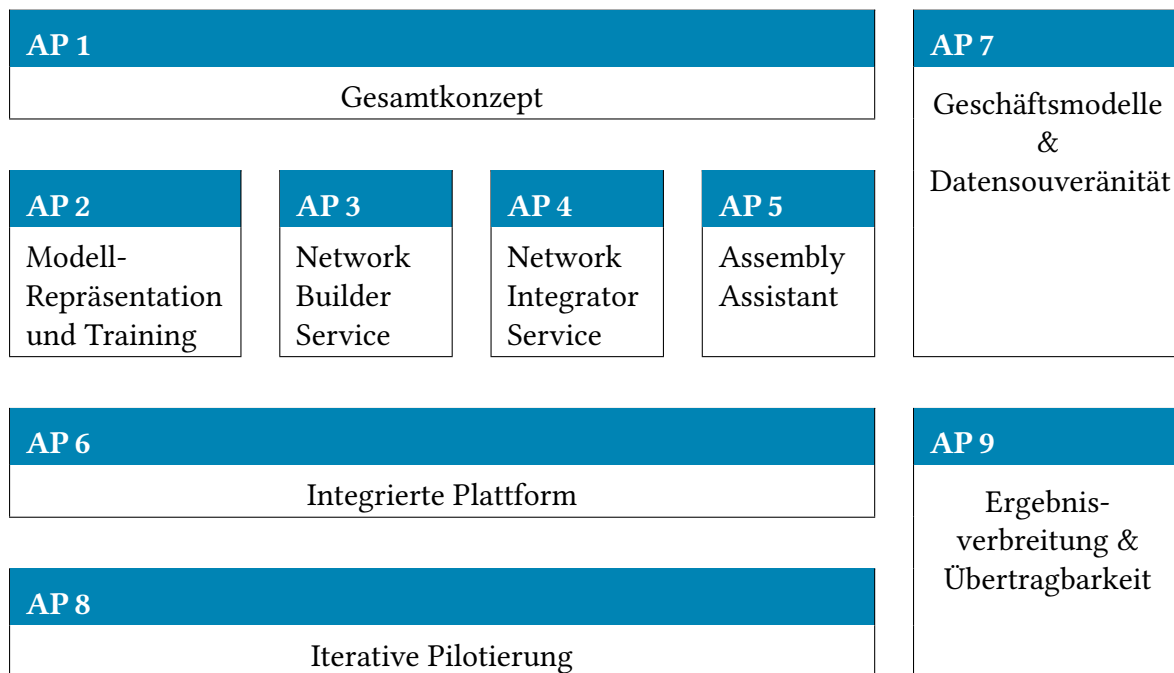 AP 1
Gesamtkonzept
AP 7
Geschäftsmodelle
&
Datensouveränität
AP 2
Modell-
Repräsentation
und Training
AP 3
Network
Builder
Service
AP 4
Network
Integrator
Service
AP 5
Assembly
Assistant
AP 6
Integrierte Plattform
AP 9
Ergebnis-
verbreitung &
Übertragbarkeit
AP 8
Iterative Pilotierung